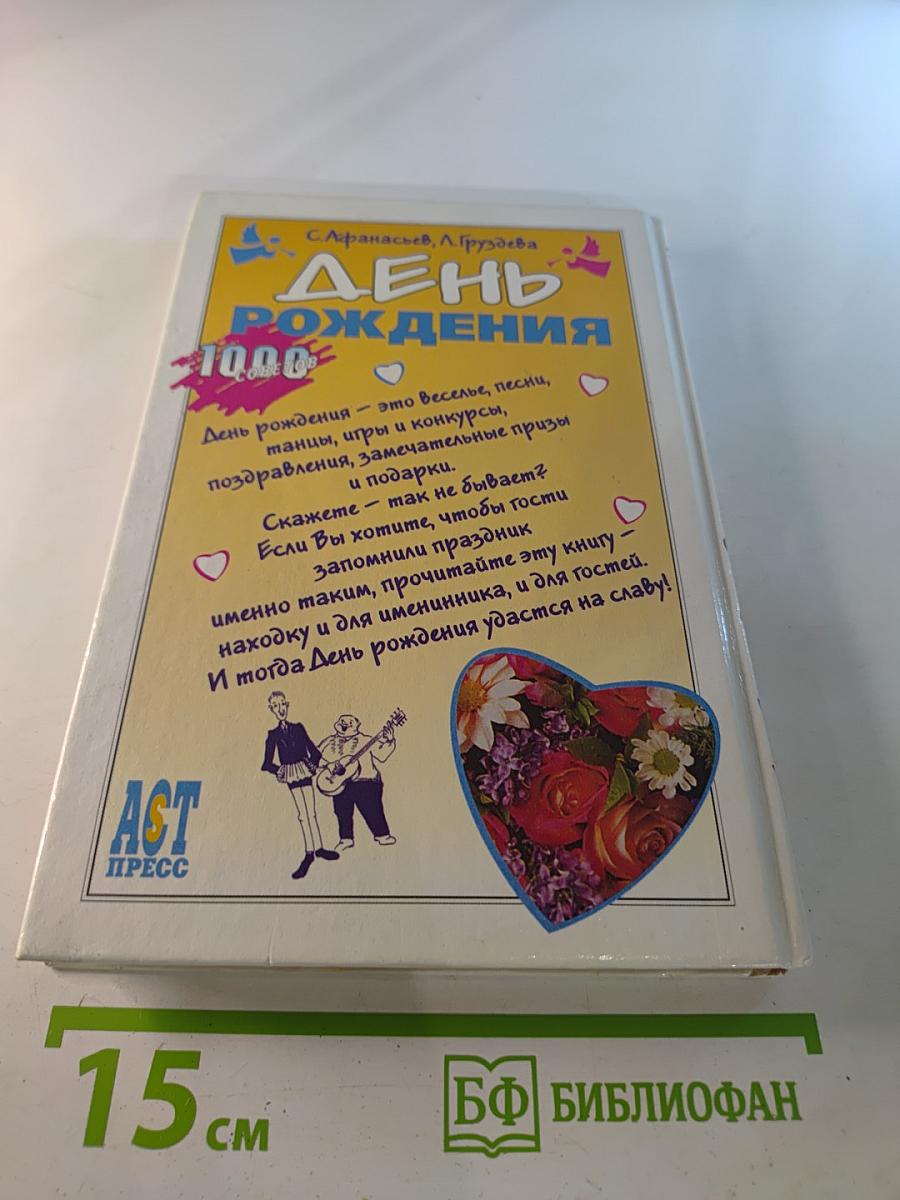 С. Афанасьев, Л. Груздева
ДЕНЬ
РОЖДЕНИЯ
1000
СОВЕТОВ
День рождения – это веселье, песни,
танцы, игры и конкурсы,
поздравления, замечательные призы
и подарки.
Скажете – так не бывает?
Если Вы хотите, чтобы гости
запомнили праздник
именно таким, прочитайте эту книгу –
находку и для именинника, и для гостей.
И тогда День рождения удастся на славу!
АСТ
ПРЕСС
15 см
БФ БИБЛИОФАН